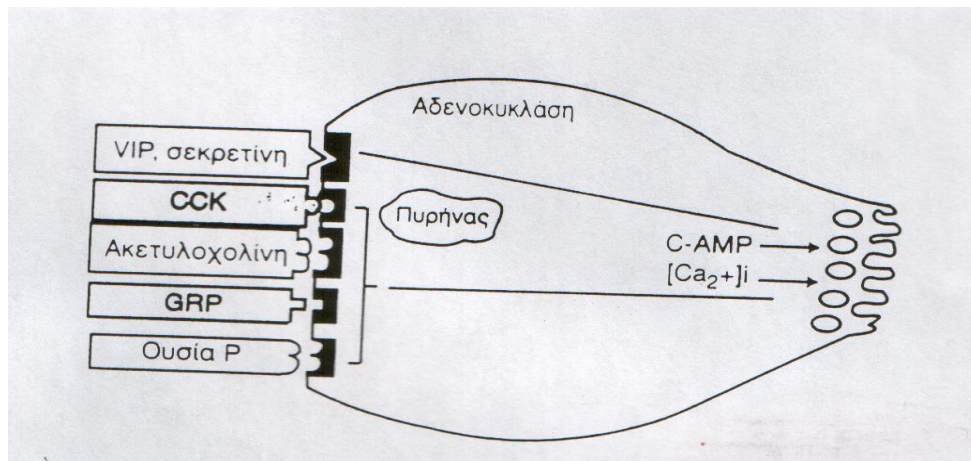 Αδενοκυκλάση
VIP, σεκρετίνη
CCK
Πυρήνας
Ακετυλοχολίνη
C-AMP
[Ca₂+]i
GRP
Ουσία P